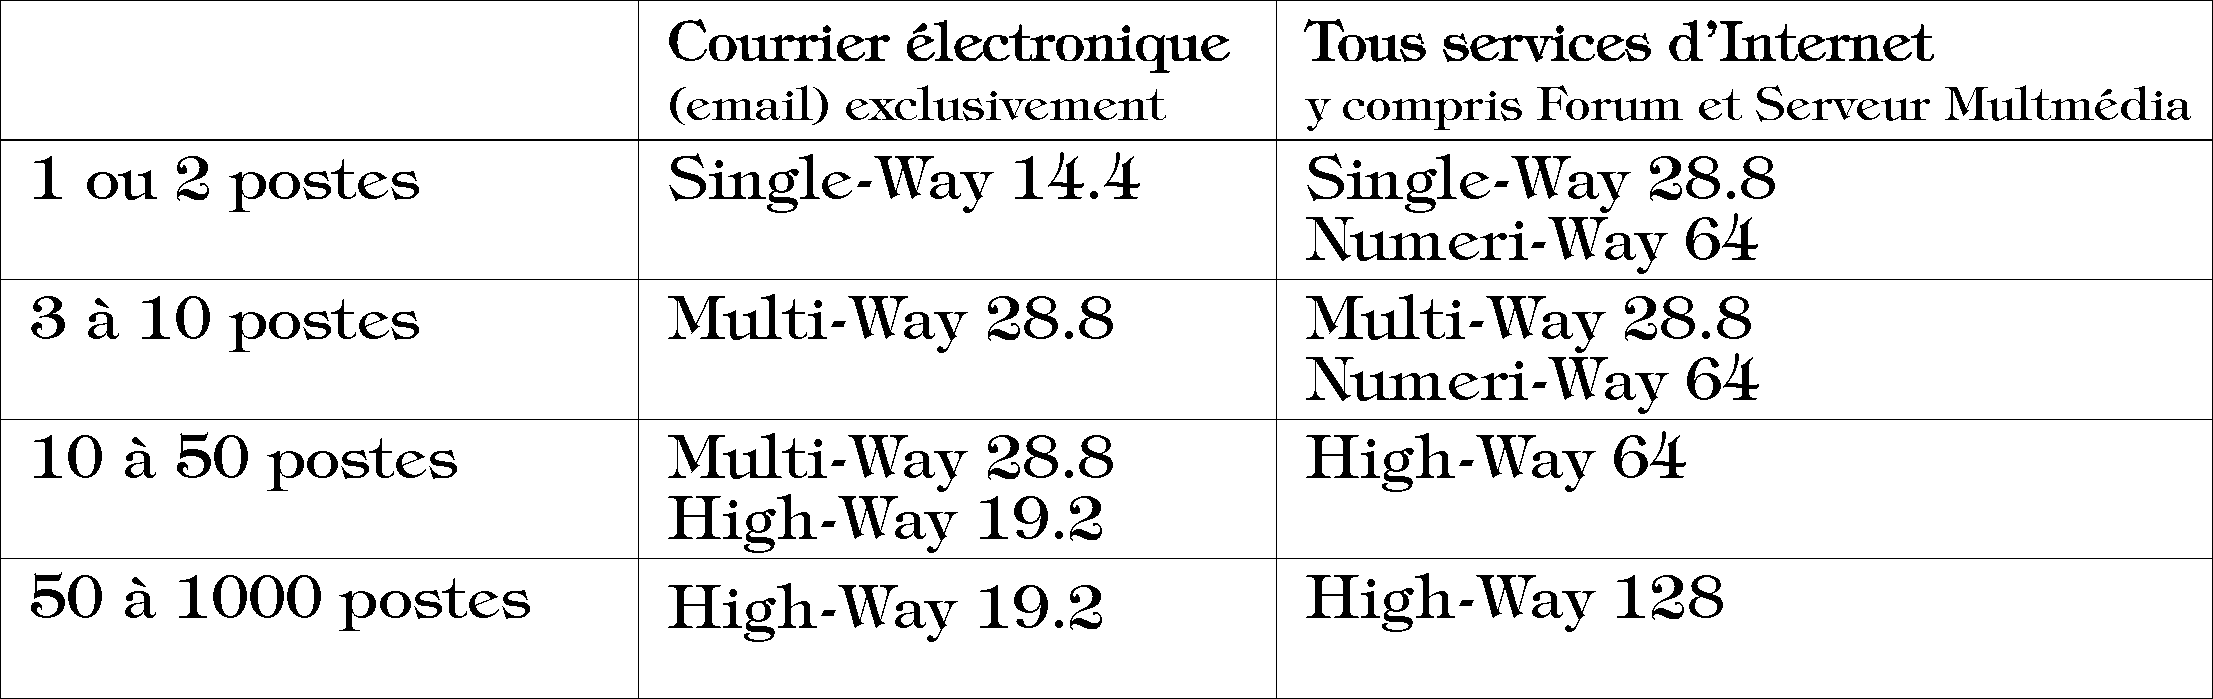 Courrier électronique
(email) exclusivement
Tous services d'Internet
y compris Forum et Serveur Multmédia
1 ou 2 postes
Single-Way 14.4
Single-Way 28.8
Numeri-Way 64
3 à 10 postes
Multi-Way 28.8
Multi-Way 28.8
Numeri-Way 64
10 à 50 postes
Multi-Way 28.8
High-Way 19.2
High-Way 64
50 à 1000 postes
High-Way 19.2
High-Way 128